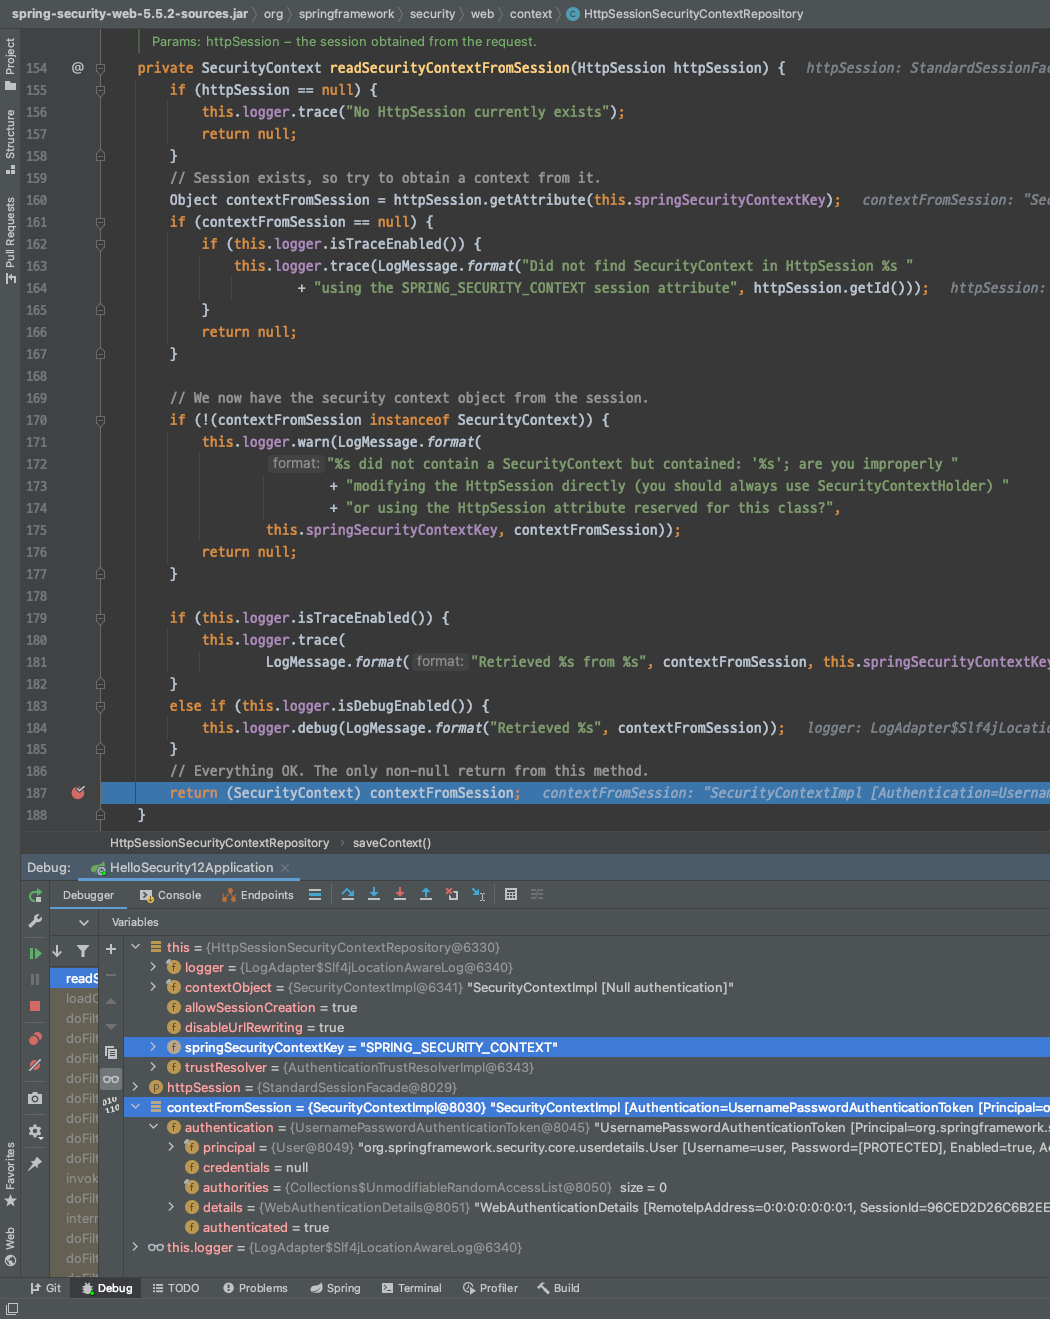 spring-security-web-5.5.2-sources.jar 〉 org 〉 springframework 〉 security 〉 web 〉 context 〉 C HttpSessionSecurityContextRepository
Project
Structure
Pull Requests
Params: httpSession – the session obtained from the request.
154 @ private SecurityContext readSecurityContextFromSession(HttpSession httpSession) { httpSession: StandardSessionFac
155 if (httpSession == null) {
156 this.logger.trace("No HttpSession currently exists");
157 return null;
158 }
159 // Session exists, so try to obtain a context from it.
160 Object contextFromSession = httpSession.getAttribute(this.springSecurityContextKey); contextFromSession: "Sec
161 if (contextFromSession == null) {
162 if (this.logger.isTraceEnabled()) {
163 this.logger.trace(LogMessage.format("Did not find SecurityContext in HttpSession %s "
164 + "using the SPRING_SECURITY_CONTEXT session attribute", httpSession.getId())); httpSession:
165 }
166 return null;
167 }
168
169 // We now have the security context object from the session.
170 if (!(contextFromSession instanceof SecurityContext)) {
171 this.logger.warn(LogMessage.format(
172 format: "%s did not contain a SecurityContext but contained: '%s'; are you improperly "
173 + "modifying the HttpSession directly (you should always use SecurityContextHolder) "
174 + "or using the HttpSession attribute reserved for this class?",
175 this.springSecurityContextKey, contextFromSession));
176 return null;
177 }
178
179 if (this.logger.isTraceEnabled()) {
180 this.logger.trace(
181 LogMessage.format( format: "Retrieved %s from %s", contextFromSession, this.springSecurityContextKey
182 }
183 else if (this.logger.isDebugEnabled()) {
184 this.logger.debug(LogMessage.format("Retrieved %s", contextFromSession)); logger: LogAdapter$Slf4jLocatio
185 }
186 // Everything OK. The only non-null return from this method.
187 return (SecurityContext) contextFromSession; contextFromSession: "SecurityContextImpl [Authentication=Userna
188 }
HttpSessionSecurityContextRepository › saveContext()
Debug: HelloSecurity12Application ×
Debugger Console Endpoints
Variables
this = {HttpSessionSecurityContextRepository@6330}
logger = {LogAdapter$Slf4jLocationAwareLog@6340}
contextObject = {SecurityContextImpl@6341} "SecurityContextImpl [Null authentication]"
allowSessionCreation = true
disableUrlRewriting = true
springSecurityContextKey = "SPRING_SECURITY_CONTEXT"
trustResolver = {AuthenticationTrustResolverImpl@6343}
httpSession = {StandardSessionFacade@8029}
contextFromSession = {SecurityContextImpl@8030} "SecurityContextImpl [Authentication=UsernamePasswordAuthenticationToken [Principal=o
authentication = {UsernamePasswordAuthenticationToken@8045} "UsernamePasswordAuthenticationToken [Principal=org.springframework.s
principal = {User@8049} "org.springframework.security.core.userdetails.User [Username=user, Password=[PROTECTED], Enabled=true, Ac
credentials = null
authorities = {Collections$UnmodifiableRandomAccessList@8050} size = 0
details = {WebAuthenticationDetails@8051} "WebAuthenticationDetails [RemoteIpAddress=0:0:0:0:0:0:0:1, SessionId=96CED2D26C6B2EE
authenticated = true
this.logger = {LogAdapter$Slf4jLocationAwareLog@6340}
readS
loadC
doFilt
doFilt
doFilt
doFilt
doFilt
doFilt
doFilt
doFilt
doFilt
invok
doFilt
intern
doFilt
doFilt
Favorites
Web
Git Debug TODO Problems Spring Terminal Profiler Build